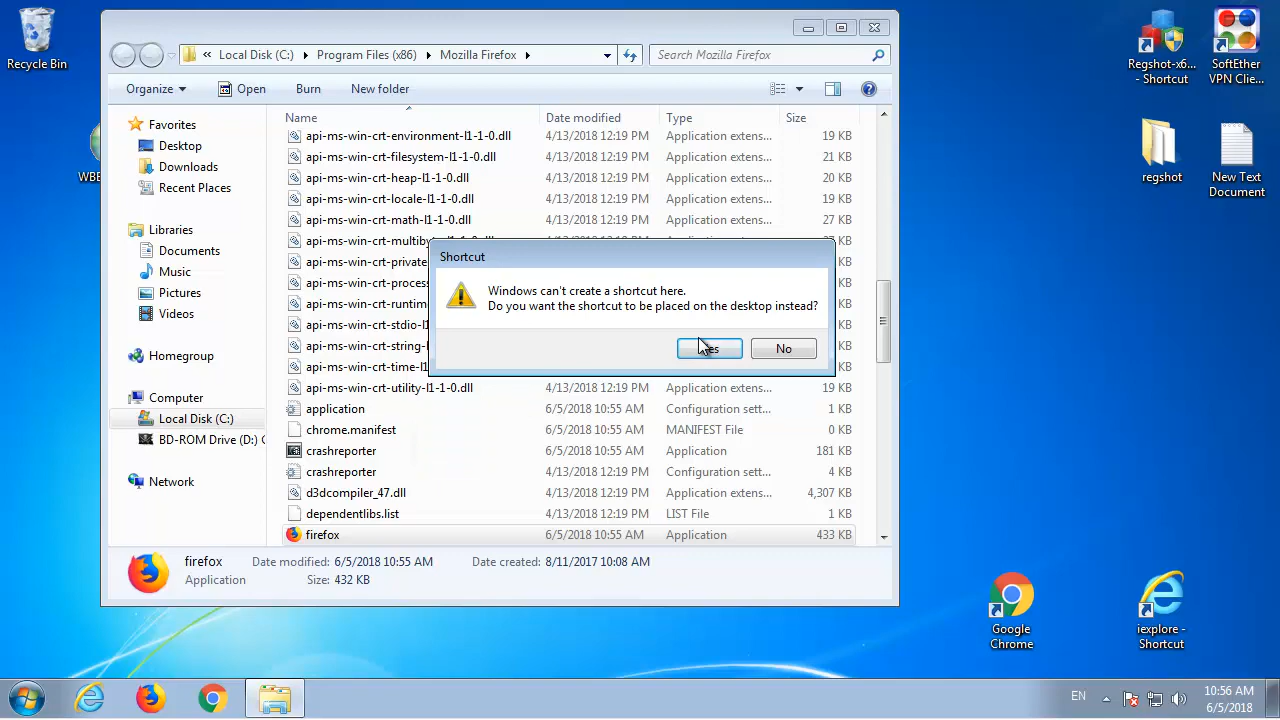 Recycle Bin
WBE
Local Disk (C:)
Program Files (x86)
Mozilla Firefox
Search Mozilla Firefox
Organize
Open
Burn
New folder
Name
Date modified
Type
Size
Favorites
Desktop
Downloads
Recent Places
Libraries
Documents
Music
Pictures
Videos
Homegroup
Computer
Local Disk (C:)
BD-ROM Drive (D:)
Network
api-ms-win-crt-environment-l1-1-0.dll 4/13/2018 12:19 PM Application extens... 19 KB
api-ms-win-crt-filesystem-l1-1-0.dll 4/13/2018 12:19 PM Application extens... 21 KB
api-ms-win-crt-heap-l1-1-0.dll 4/13/2018 12:19 PM Application extens... 20 KB
api-ms-win-crt-locale-l1-1-0.dll 4/13/2018 12:19 PM Application extens... 19 KB
api-ms-win-crt-math-l1-1-0.dll 4/13/2018 12:19 PM Application extens... 27 KB
api-ms-win-crt-multib KB
api-ms-win-crt-private KB
api-ms-win-crt-proces KB
api-ms-win-crt-runtim KB
api-ms-win-crt-stdio-l1 KB
api-ms-win-crt-string-l KB
api-ms-win-crt-time-l1 KB
api-ms-win-crt-utility-l1-1-0.dll 4/13/2018 12:19 PM Application extens... 19 KB
application 6/5/2018 10:55 AM Configuration sett... 1 KB
chrome.manifest 6/5/2018 10:55 AM MANIFEST File 0 KB
crashreporter 6/5/2018 10:55 AM Application 181 KB
crashreporter 4/13/2018 12:19 PM Configuration sett... 4 KB
d3dcompiler_47.dll 4/13/2018 12:19 PM Application extens... 4,307 KB
dependentlibs.list 4/13/2018 12:19 PM LIST File 1 KB
firefox 6/5/2018 10:55 AM Application 433 KB
Shortcut
Windows can't create a shortcut here.
Do you want the shortcut to be placed on the desktop instead?
No
firefox Date modified: 6/5/2018 10:55 AM Date created: 8/11/2017 10:08 AM
Application Size: 432 KB
Regshot-x6...
- Shortcut
SoftEther
VPN Clie...
regshot
New Text
Document
Google
Chrome
iexplore -
Shortcut
EN
10:56 AM
6/5/2018